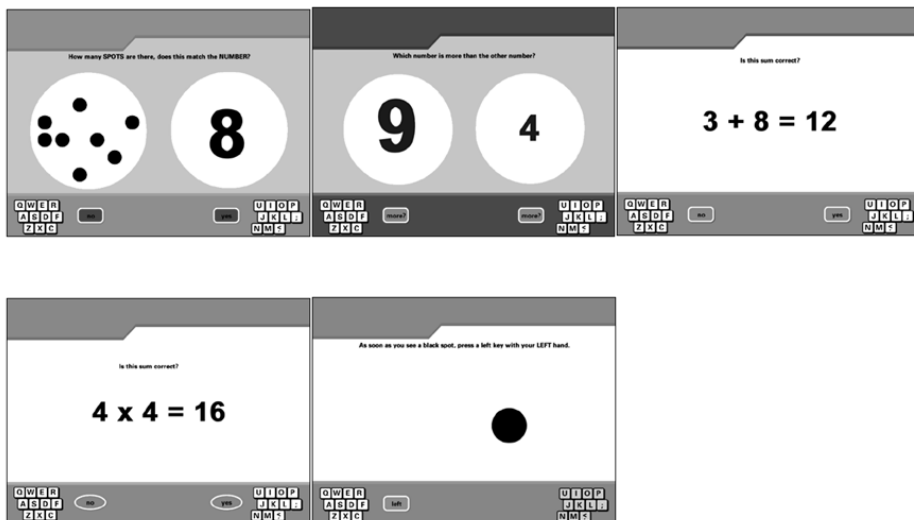 How many SPOTS are there, does this match the NUMBER?
8
Q W E R
A S D F
Z X C
no
yes
U I O P
J K L ;
N M <
Which number is more than the other number?
9
4
Q W E R
A S D F
Z X C
more?
more?
U I O P
J K L ;
N M <
Is this sum correct?
3 + 8 = 12
Q W E R
A S D F
Z X C
no
yes
U I O P
J K L ;
N M <
Is this sum correct?
4 x 4 = 16
Q W E R
A S D F
Z X C
no
yes
U I O P
J K L ;
N M <
As soon as you see a black spot, press a left key with your LEFT hand.
Q W E R
A S D F
Z X C
left
U I O P
J K L ;
N M <